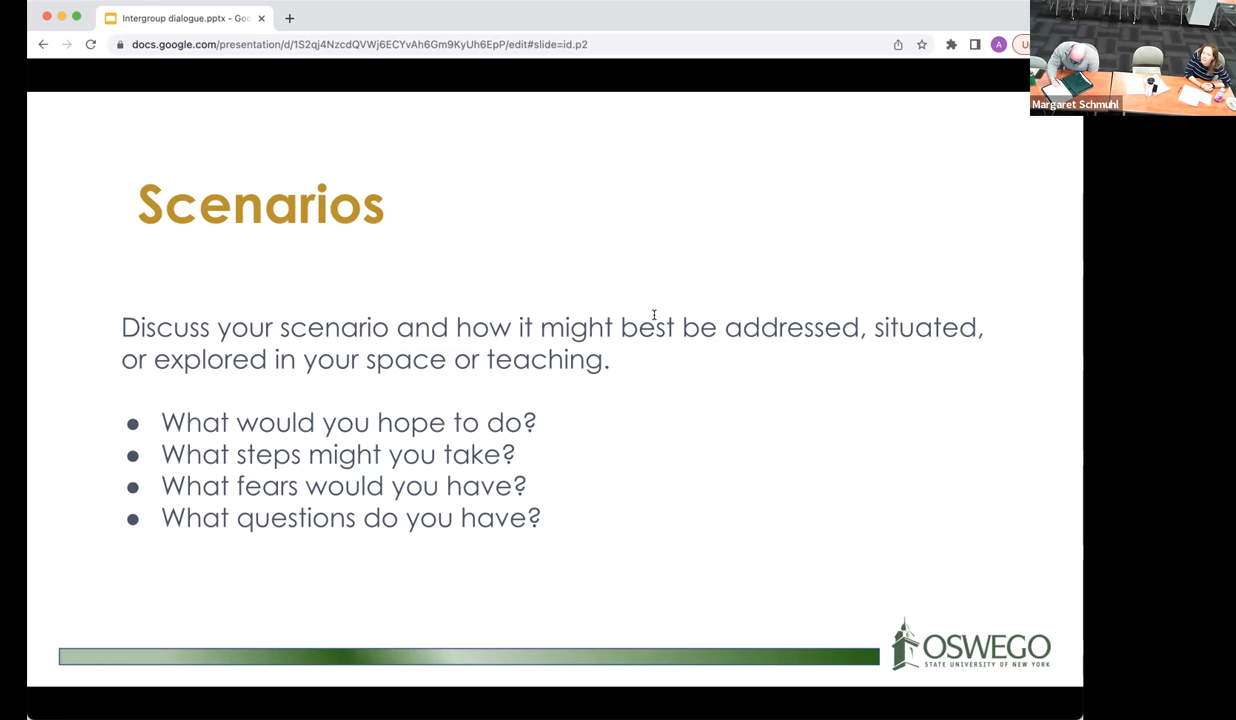 Intergroup dialogue.pptx - Goo
docs.google.com/presentation/d/1S2qj4NzcdQVWj6ECYvAh6Gm9KyUh6EpP/edit#slide=id.p2
A
Margaret Schmuhl
Scenarios
Discuss your scenario and how it might best be addressed, situated,
or explored in your space or teaching.
● What would you hope to do?
● What steps might you take?
● What fears would you have?
● What questions do you have?
OSWEGO
STATE UNIVERSITY OF NEW YORK